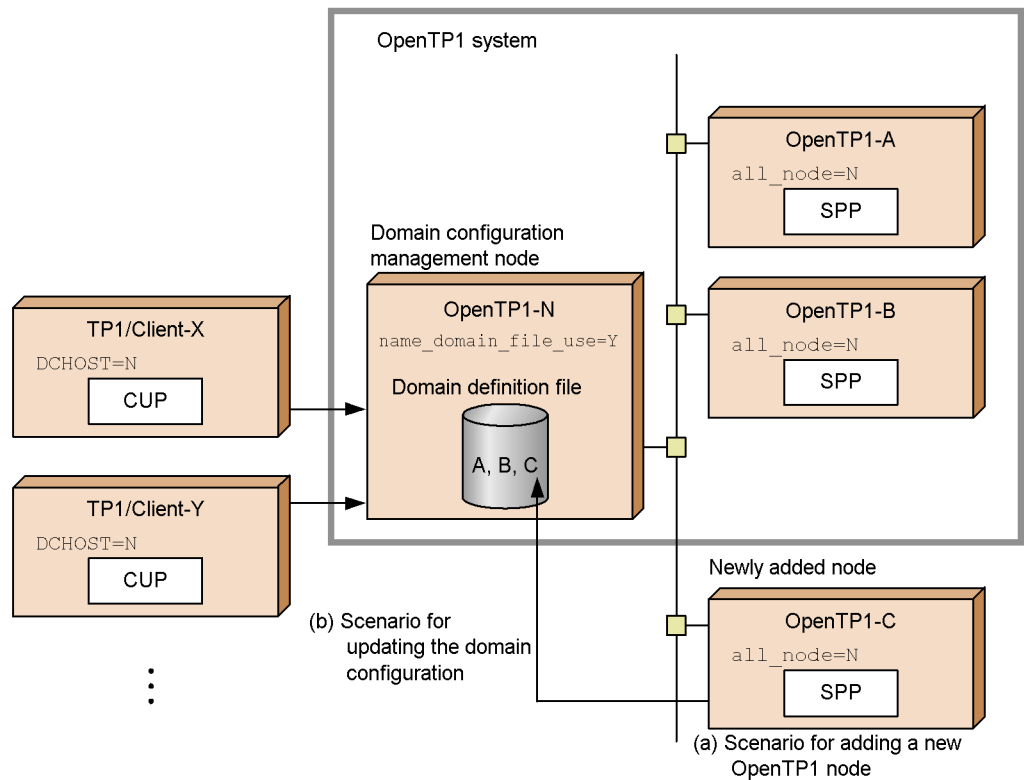 OpenTP1 system
OpenTP1-A
all_node=N
SPP
Domain configuration
management node
OpenTP1-N
name_domain_file_use=Y
Domain definition file
A, B, C
OpenTP1-B
all_node=N
SPP
TP1/Client-X
DCHOST=N
CUP
TP1/Client-Y
DCHOST=N
CUP
Newly added node
OpenTP1-C
all_node=N
SPP
(b) Scenario for
updating the domain
configuration
(a) Scenario for adding a new
OpenTP1 node